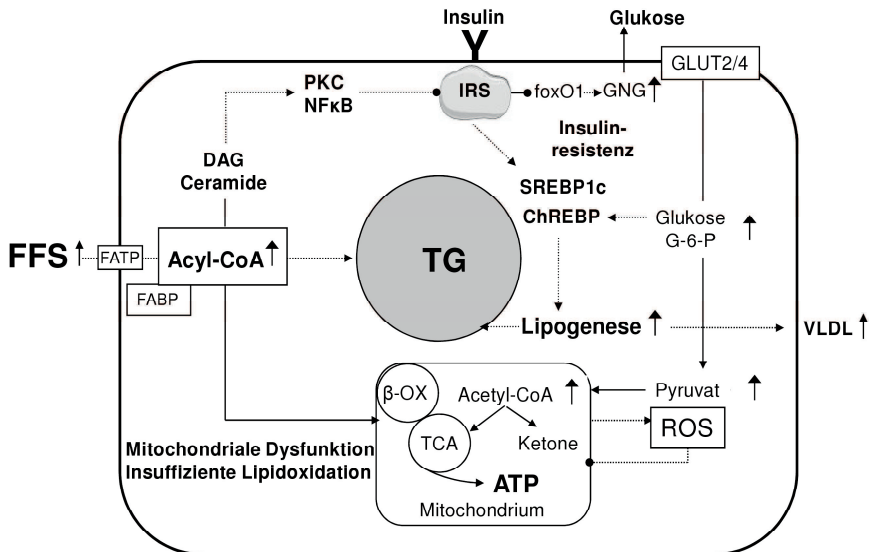 Insulin
Glukose
GLUT2/4
PKC
NFκB
IRS
foxO1
GNG
Insulin-
resistenz
DAG
Ceramide
SREBP1c
ChREBP
Glukose
G-6-P
FFS
FATP
Acyl-CoA
TG
FABP
Lipogenese
VLDL
β-OX
Acetyl-CoA
Pyruvat
ROS
TCA
Ketone
Mitochondriale Dysfunktion
Insuffiziente Lipidoxidation
ATP
Mitochondrium